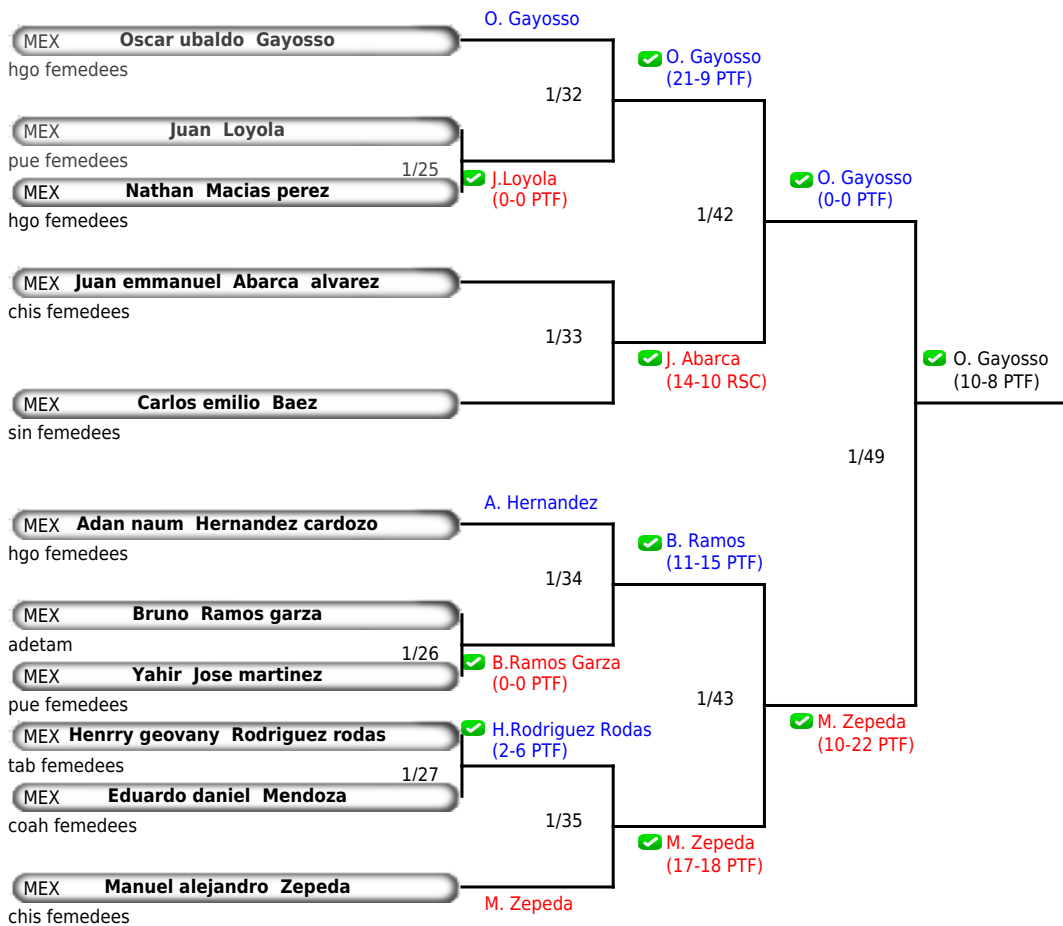 O. Gayosso
MEX Oscar ubaldo Gayosso
hgo femedees
O. Gayosso
(21-9 PTF)
1/32
MEX Juan Loyola
pue femedees
1/25
J.Loyola
(0-0 PTF)
MEX Nathan Macias perez
hgo femedees
O. Gayosso
(0-0 PTF)
1/42
MEX Juan emmanuel Abarca alvarez
chis femedees
1/33
J. Abarca
(14-10 RSC)
O. Gayosso
(10-8 PTF)
MEX Carlos emilio Baez
sin femedees
1/49
A. Hernandez
MEX Adan naum Hernandez cardozo
hgo femedees
B. Ramos
(11-15 PTF)
1/34
MEX Bruno Ramos garza
adetam
1/26
B.Ramos Garza
(0-0 PTF)
MEX Yahir Jose martinez
pue femedees
1/43
M. Zepeda
(10-22 PTF)
MEX Henrry geovany Rodriguez rodas
H.Rodriguez Rodas
(2-6 PTF)
tab femedees
1/27
MEX Eduardo daniel Mendoza
coah femedees
1/35
M. Zepeda
(17-18 PTF)
MEX Manuel alejandro Zepeda
M. Zepeda
chis femedees